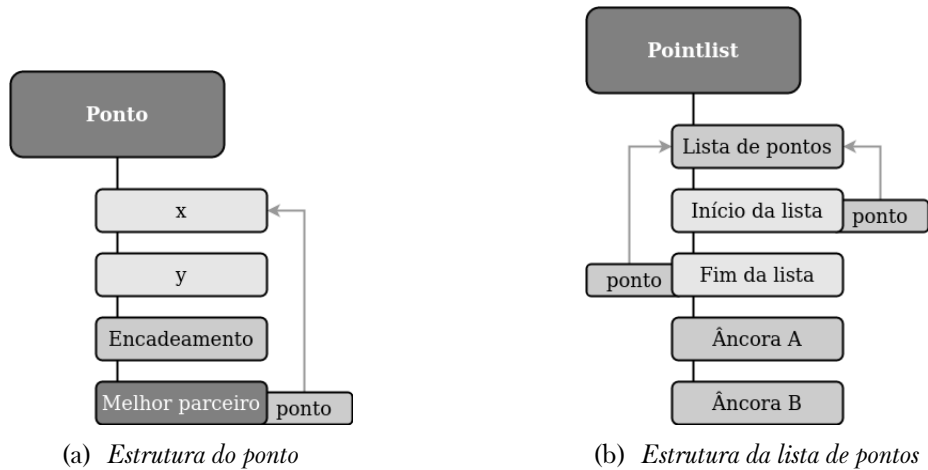 Ponto
x
y
Encadeamento
Melhor parceiro
ponto
(a) Estrutura do ponto
Pointlist
Lista de pontos
Início da lista
ponto
ponto
Fim da lista
Âncora A
Âncora B
(b) Estrutura da lista de pontos